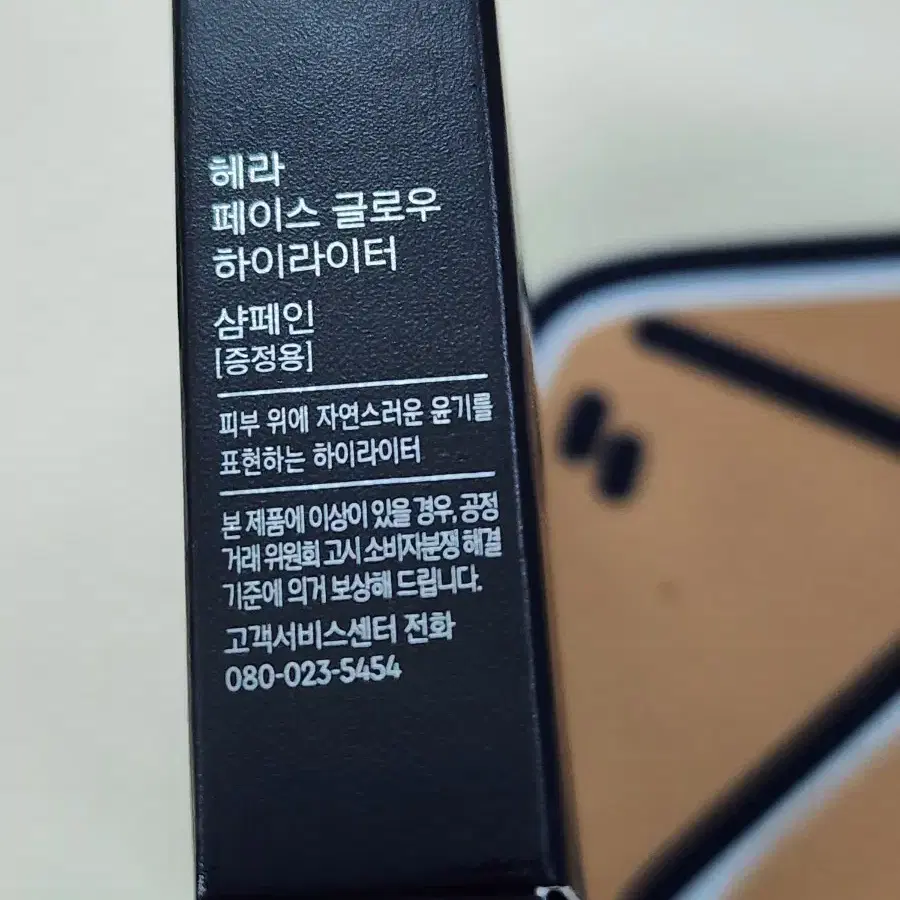 헤라
페이스 글로우
하이라이터
샴페인
[증정용]
피부 위에 자연스러운 윤기를
표현하는 하이라이터
본 제품에 이상이 있을 경우, 공정
거래 위원회 고시 소비자분쟁 해결
기준에 의거 보상해 드립니다.
고객서비스센터 전화
080-023-5454